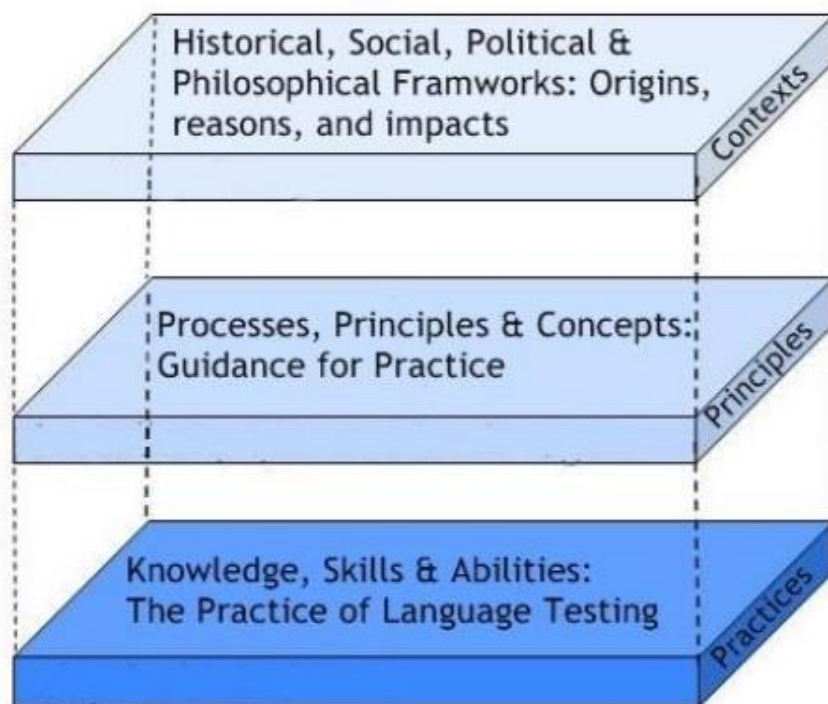 Historical, Social, Political &
Philosophical Framworks: Origins,
reasons, and impacts
Contexts
Processes, Principles & Concepts:
Guidance for Practice
Principles
Knowledge, Skills & Abilities:
The Practice of Language Testing
Practices